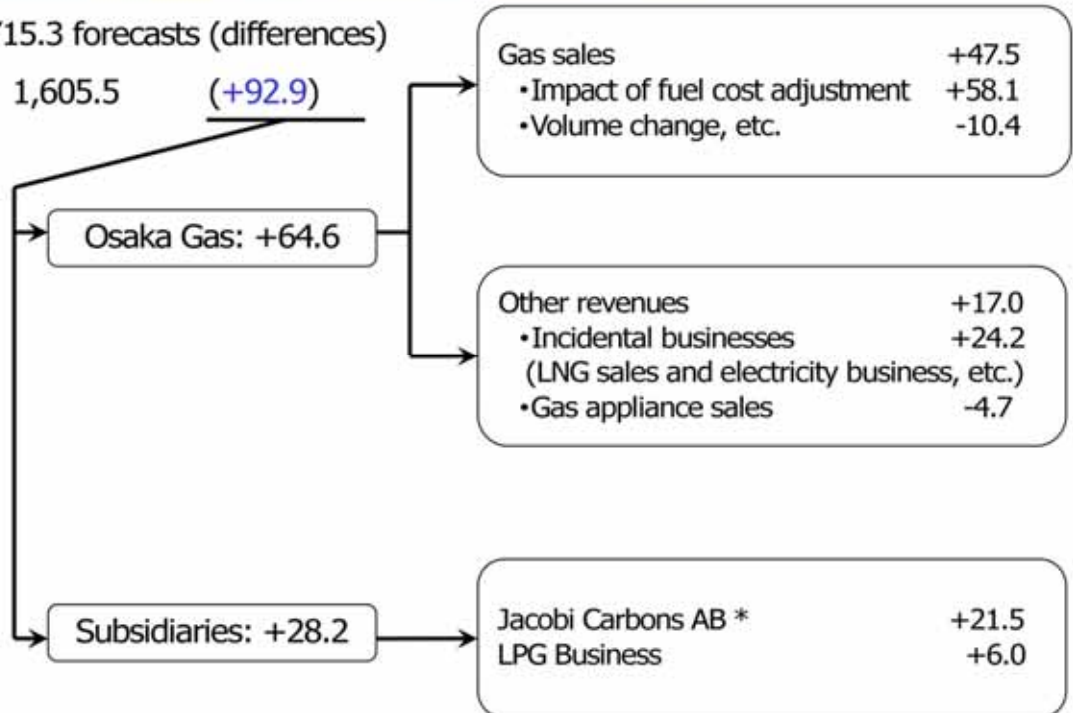 /15.3 forecasts (differences)
1,605.5 (+92.9)
Osaka Gas: +64.6
Gas sales +47.5
・Impact of fuel cost adjustment +58.1
・Volume change, etc. -10.4
Other revenues +17.0
・Incidental businesses +24.2
(LNG sales and electricity business, etc.)
・Gas appliance sales -4.7
Subsidiaries: +28.2
Jacobi Carbons AB * +21.5
LPG Business +6.0